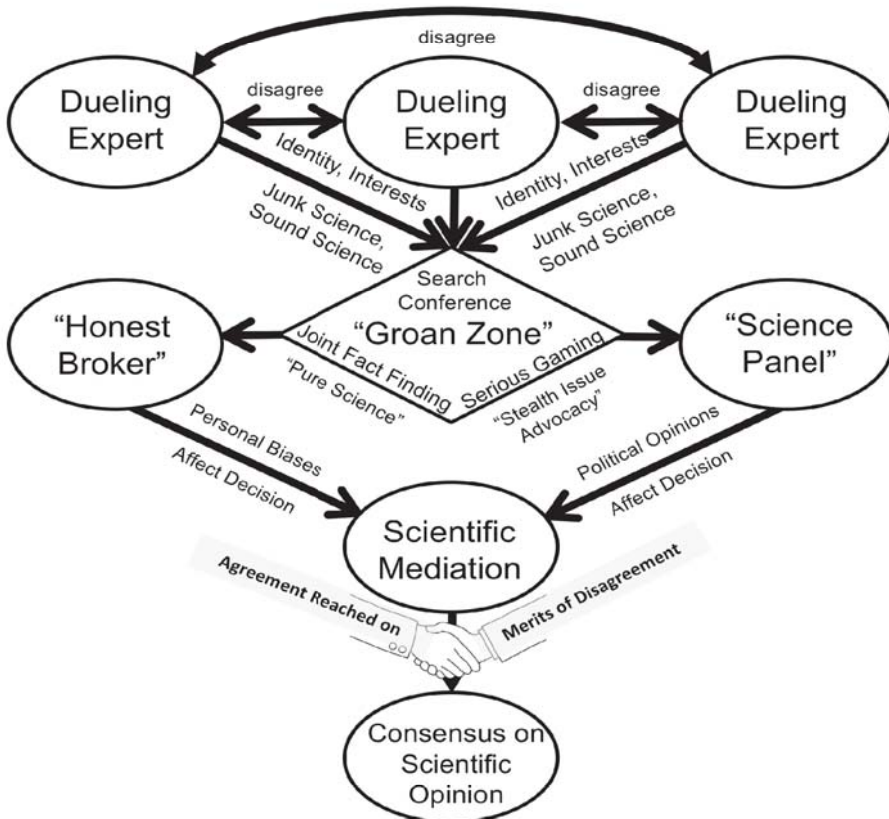 disagree
Dueling
Expert
disagree
Dueling
Expert
disagree
Dueling
Expert
Identity, Interests
Junk Science,
Sound Science
Identity, Interests
Junk Science,
Sound Science
Search
Conference
"Groan Zone"
Joint Fact Finding
"Pure Science"
Serious Gaming
"Stealth Issue
Advocacy"
"Honest
Broker"
"Science
Panel"
Personal Biases
Affect Decision
Political Opinions
Affect Decision
Scientific
Mediation
Agreement Reached on
Merits of Disagreement
Consensus on
Scientific
Opinion